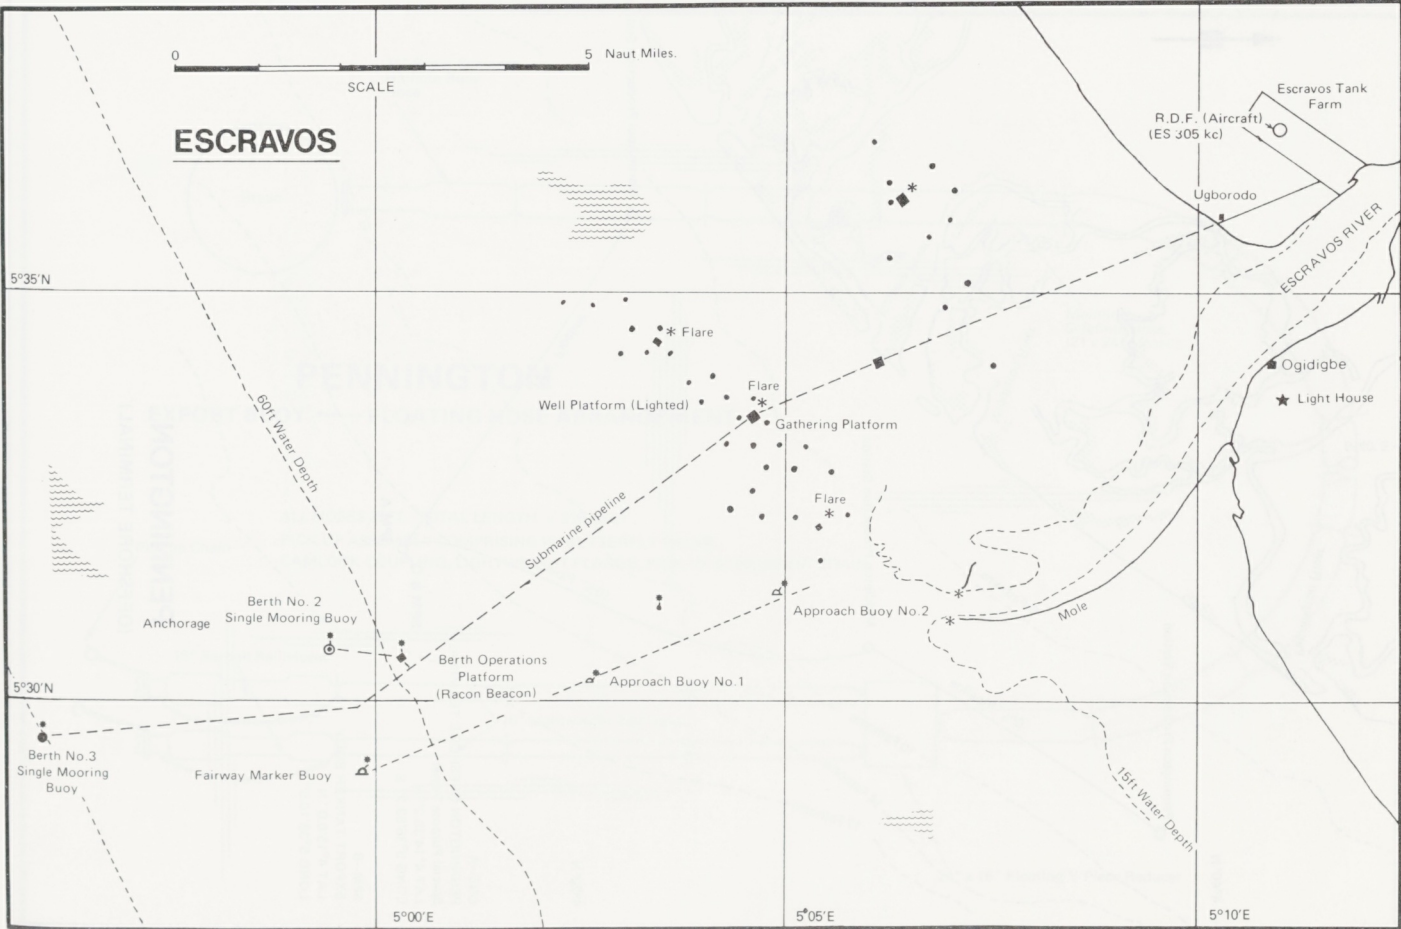 0
5 Naut Miles.
SCALE
ESCRAVOS
Escravos Tank
Farm
R.D.F. (Aircraft)
(ES 305 kc)
Ugborodo
ESCRAVOS RIVER
5°35'N
Flare
Ogidigbe
Light House
Flare
Well Platform (Lighted)
Gathering Platform
60ft Water Depth
Flare
Submarine pipeline
Berth No. 2
Single Mooring Buoy
Anchorage
Approach Buoy No.2
Mole
Berth Operations
Platform
(Racon Beacon)
Approach Buoy No.1
5°30'N
Berth No.3
Single Mooring
Buoy
Fairway Marker Buoy
15ft Water Depth
5°00'E
5°05'E
5°10'E
PENNINGTON
PENNINGTON